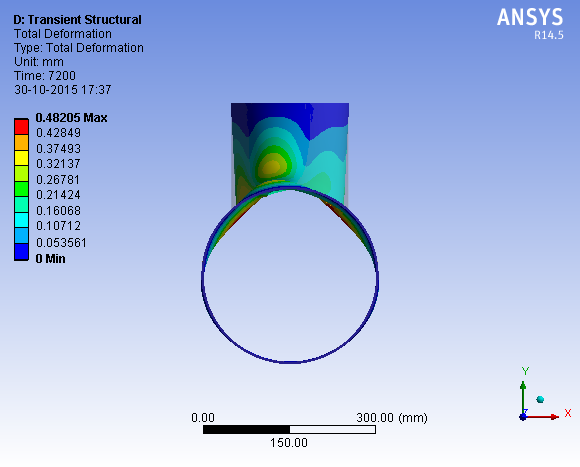 D: Transient Structural
Total Deformation
Type: Total Deformation
Unit: mm
Time: 7200
30-10-2015 17:37
ANSYS
R14.5
0.48205 Max
0.42849
0.37493
0.32137
0.26781
0.21424
0.16068
0.10712
0.053561
0 Min
0.00
300.00 (mm)
150.00
Y
Z
X